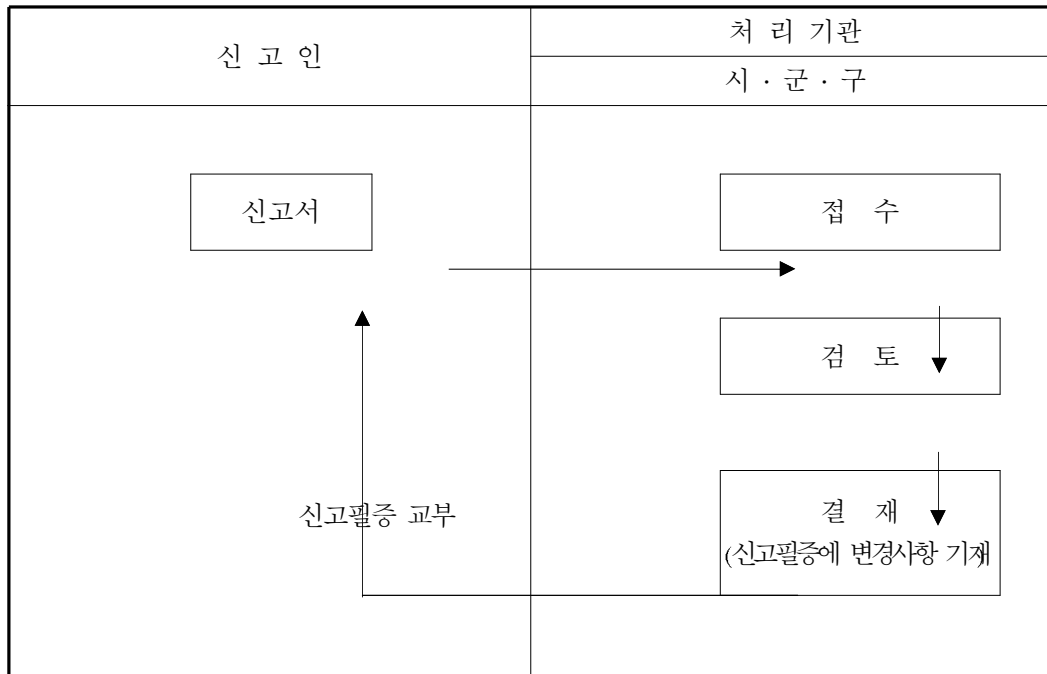 신 고 인
처 리 기관
시 · 군 · 구
신고서
접 수
검 토
신고필증 교부
결 재
(신고필증에 변경사항 기재)